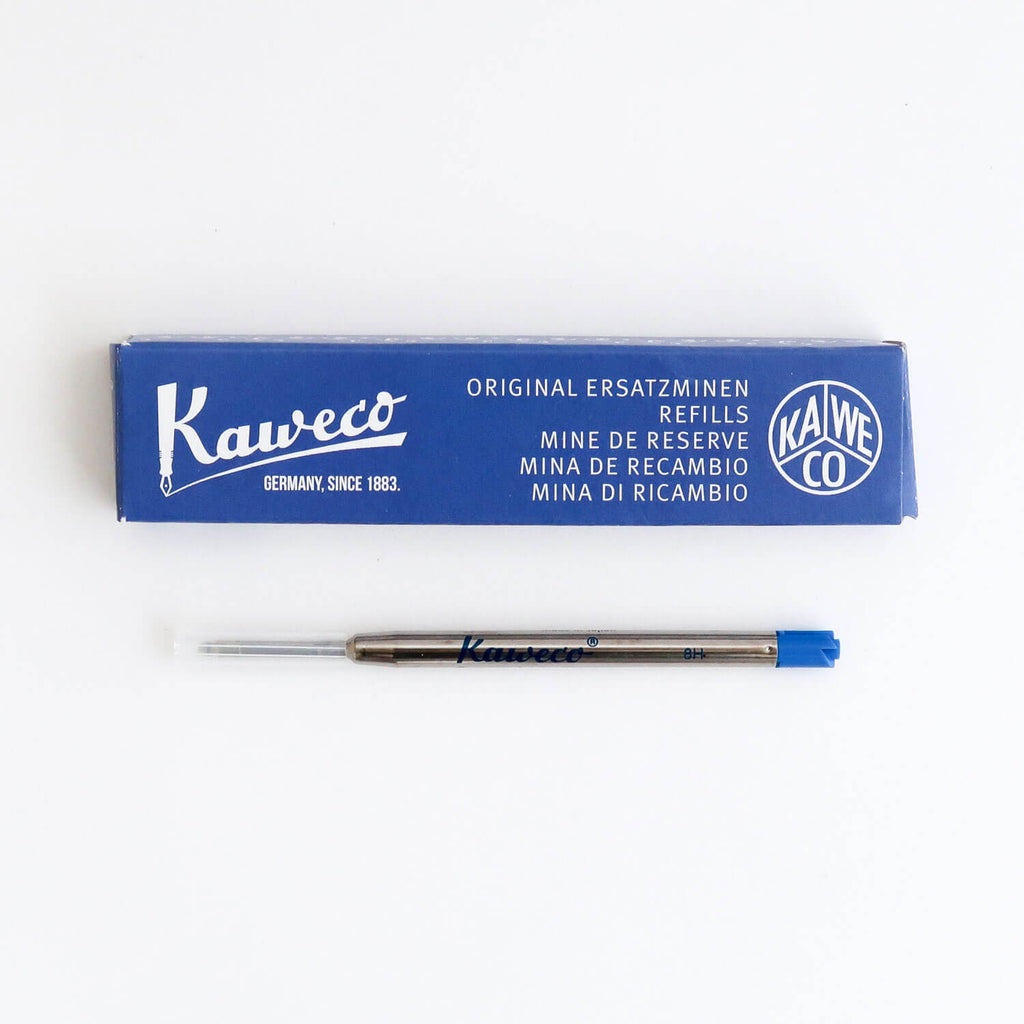 Kaweco
GERMANY, SINCE 1883.
ORIGINAL ERSATZMINEN
REFILLS
MINE DE RESERVE
MINA DE RECAMBIO
MINA DI RICAMBIO
KA WE
CO
Kaweco®